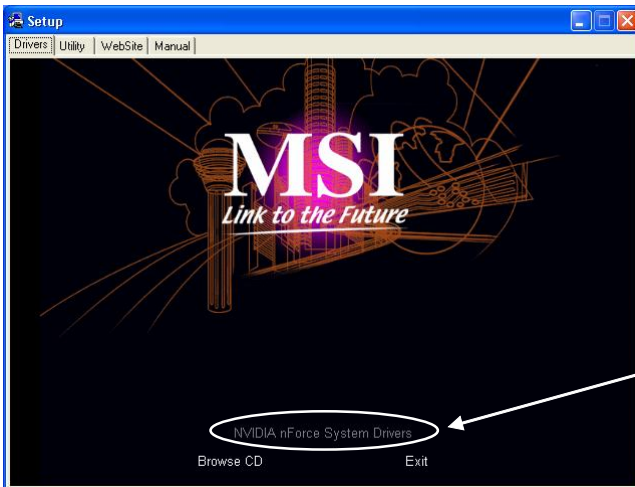 Setup
Drivers Utility WebSite Manual
MSI
Link to the Future
NVIDIA nForce System Drivers
Browse CD Exit